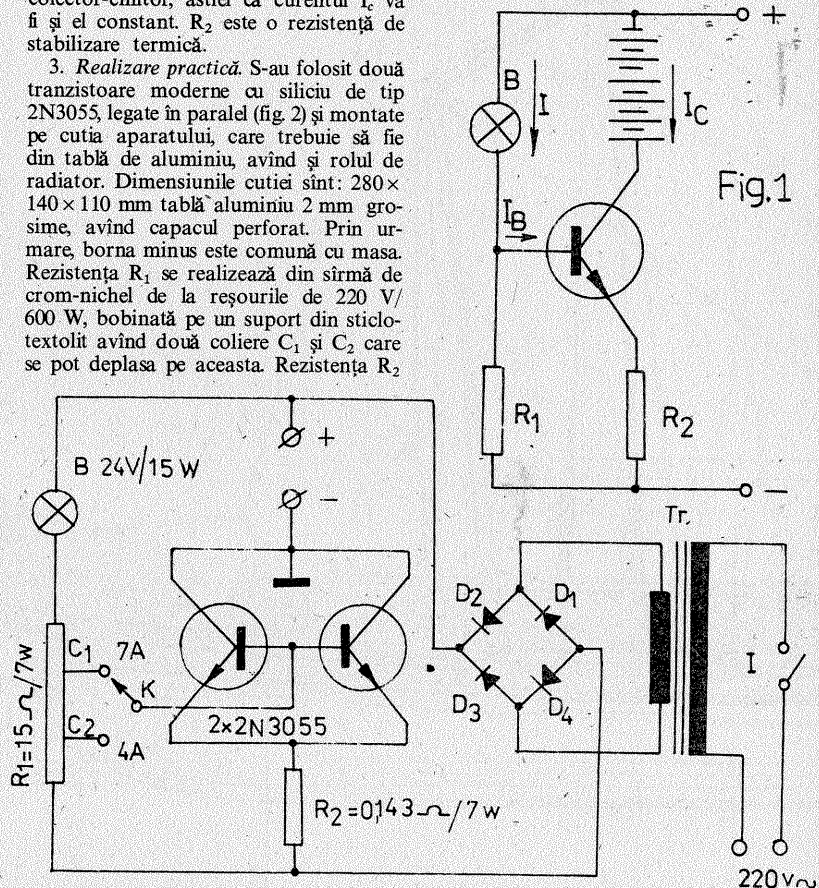 colector-emitor, astfel că curentul Ic va
fi și el constant. R₂ este o rezistență de
stabilizare termică.
3. Realizare practică. S-au folosit două
tranzistoare moderne cu siliciu de tip
2N3055, legate în paralel (fig. 2) și montate
pe cutia aparatului, care trebuie să fie
din tablă de aluminiu, avînd și rolul de
radiator. Dimensiunile cutiei sînt: 280×
140×110 mm tablă aluminiu 2 mm gro-
sime, avînd capacul perforat. Prin ur-
mare, borna minus este comună cu masa.
Rezistența R₁ se realizează din sîrmă de
crom-nichel de la reșourile de 220 V/
600 W, bobinată pe un suport din sticlo-
textolit avînd două coliere C₁ și C₂ care
se pot deplasa pe aceasta. Rezistența R₂
+
B
I
IC
Fig.1
IB
R1
R2
−
B 24V/15W
+
−
R1=15Ω/7w
C1
7A
K
C2
4A
2x2N3055
R2=0,143Ω/7w
D2
D1
D3
D4
Tr.
I
220V~